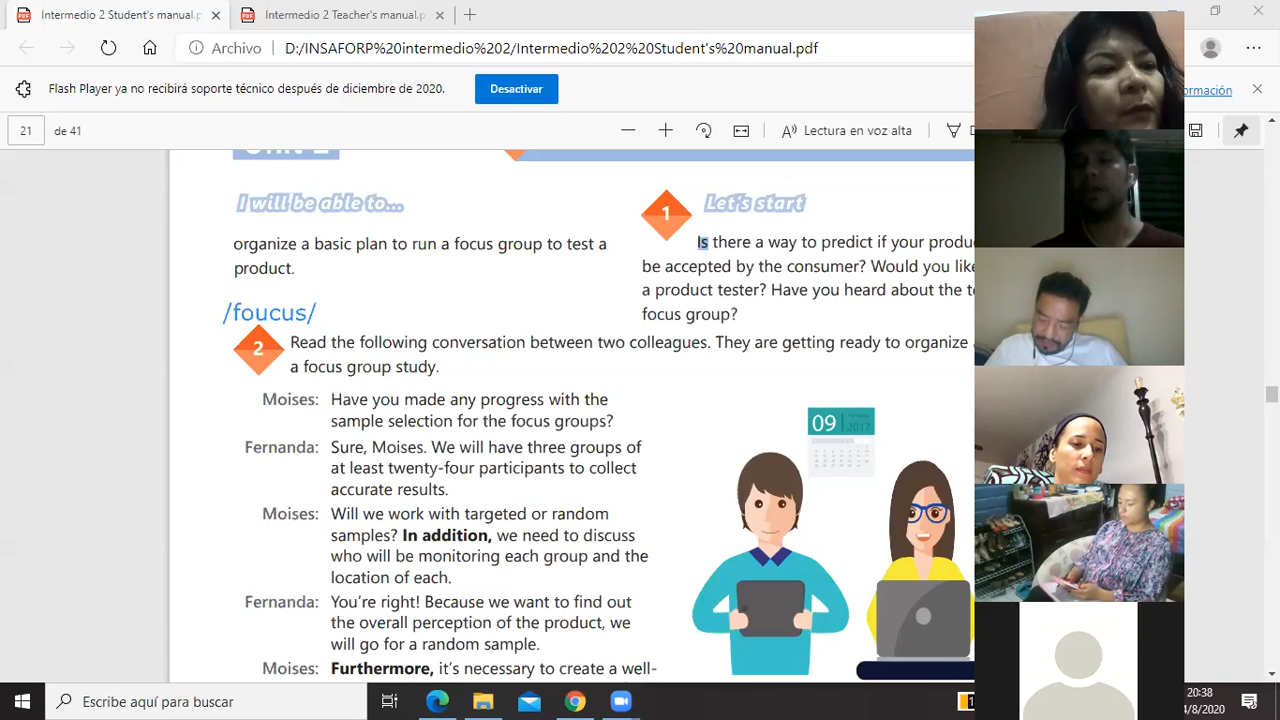 Intermedio 2 Student's manual.p
Intermedio 2 Teacher's manual.p
Archivo
D:/INSAFORP%20intermedio%202/Intermedio%202%20Student's%20manual.pdf
Flash Player ya no recibirá soporte técnico después de diciembre de 2020.
Desactivar
ormación
21
de 41
Lectura en voz alta
I will be able to...
organize a basic plan to run a focus group to test a
product.
/foucus/
1
Let's start
Is there a way to predict if your produ
be accepted by the consumer? Would you like
a product tester? Have you heard about the te
focus group?
2
Read the following conversation between two colleagues. They are getting ready to organize
a focus group study.
Moises: Have you made any progress with the
sample selection for the focus groups?
Fernanda: Sure, Moises. We will have three groups of
at least twenty-four participants to collect
accurate results.
Moises: Will we work with targeted or random
samples? In addition, we need to discuss
who will be monitoring each group and the
location of each.
Fernanda: You're right! Because we want to find out
the overall perception of the product, we
will go for a random sample.
Moises: Furthermore, it's necessary to create a well-
09
2017
Escribe aquí para buscar
20:38
4/8/2020